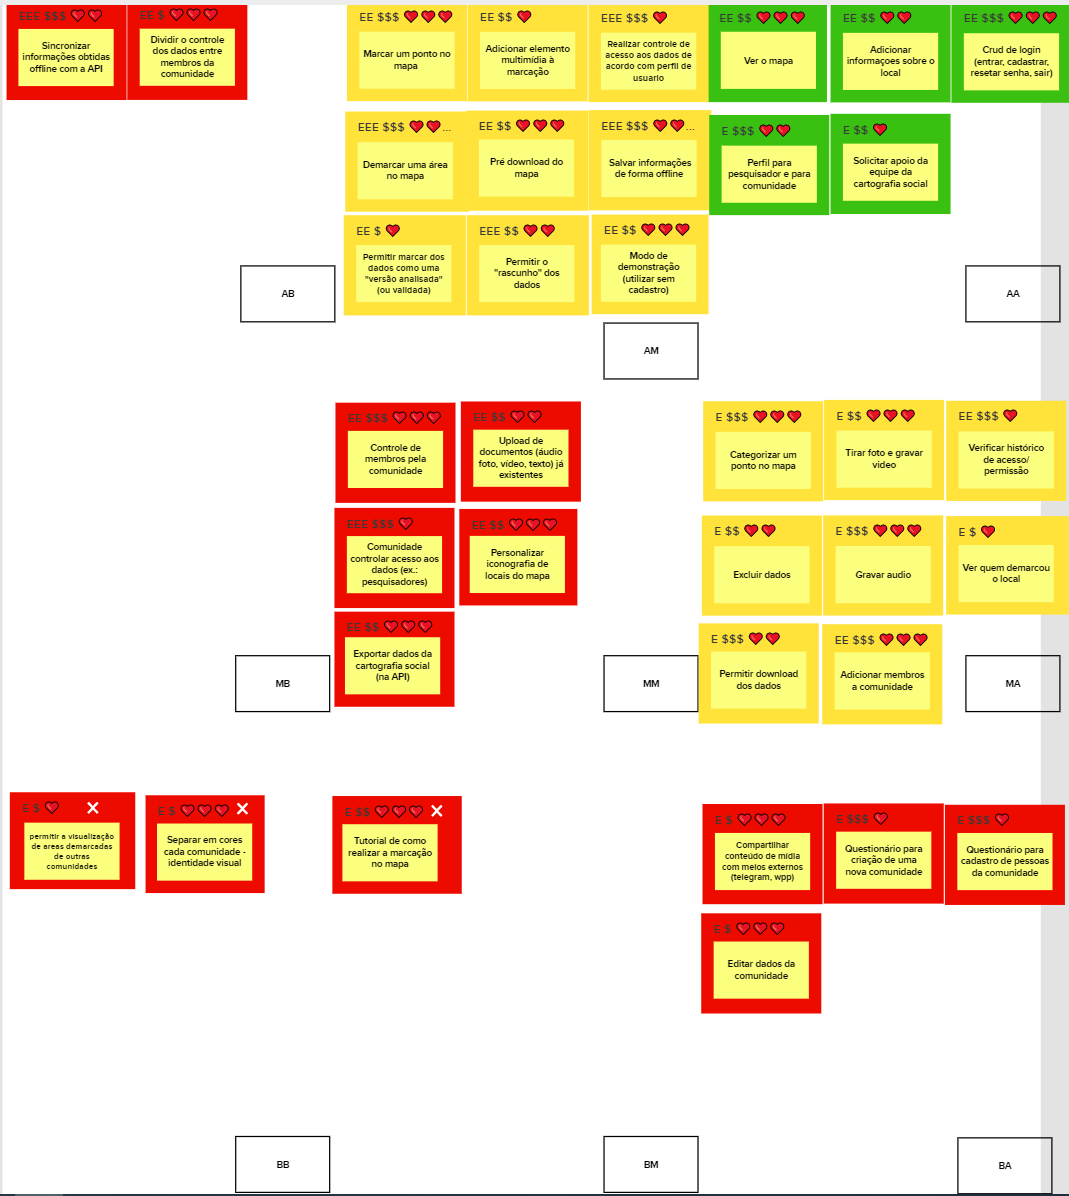 EEE $$$
Sincronizar
informações obtidas
offline com a API
EE $
Dividir o controle
dos dados entre
membros da
comunidade
EE $$$
Marcar um ponto no
mapa
EE $$
Adicionar elemento
multimídia à
marcação
EEE $$$
Realizar controle de
acesso aos dados de
acordo com perfil de
usuario
EE $$
Ver o mapa
EE $$
Adicionar
informaçoes sobre o
local
EE $$$
Crud de login
(entrar, cadastrar,
resetar senha, sair)
EEE $$$ ...
Demarcar uma área
no mapa
EE $$
Pré download do
mapa
EEE $$$ ...
Salvar informações
de forma offline
E $$$
Perfil para
pesquisador e para
comunidade
E $$
Solicitar apoio da
equipe da
cartografia social
EE $
Permitir marcar dos
dados como uma
"versão analisada"
(ou validada)
EEE $$
Permitir o
"rascunho" dos
dados
EE $$
Modo de
demonstração
(utilizar sem
cadastro)
AB
AM
AA
EE $$$
Controle de
membros pela
comunidade
EE $$
Upload de
documentos (áudio
foto, vídeo, texto) já
existentes
E $$$
Categorizar um
ponto no mapa
E $$
Tirar foto e gravar
video
EE $$$
Verificar histórico
de acesso/
permissão
EEE $$$
Comunidade
controlar acesso aos
dados (ex.:
pesquisadores)
EE $$
Personalizar
iconografia de
locais do mapa
E $$
Excluir dados
E $$$
Gravar audio
E $
Ver quem demarcou
o local
EE $$
Exportar dados da
cartografia social
(na API)
E $$$
Permitir download
dos dados
EE $$$
Adicionar membros
a comunidade
MB
MM
MA
E $
permitir a visualização
de areas demarcadas
de outras
comunidades
E $
Separar em cores
cada comunidade -
identidade visual
E $$
Tutorial de como
realizar a marcação
no mapa
E $
Compartilhar
conteúdo de mídia
com meios externos
(telegram, wpp)
E $$$
Questionário para
criação de uma
nova comunidade
E $$$
Questionário para
cadastro de pessoas
da comunidade
E $
Editar dados da
comunidade
BB
BM
BA